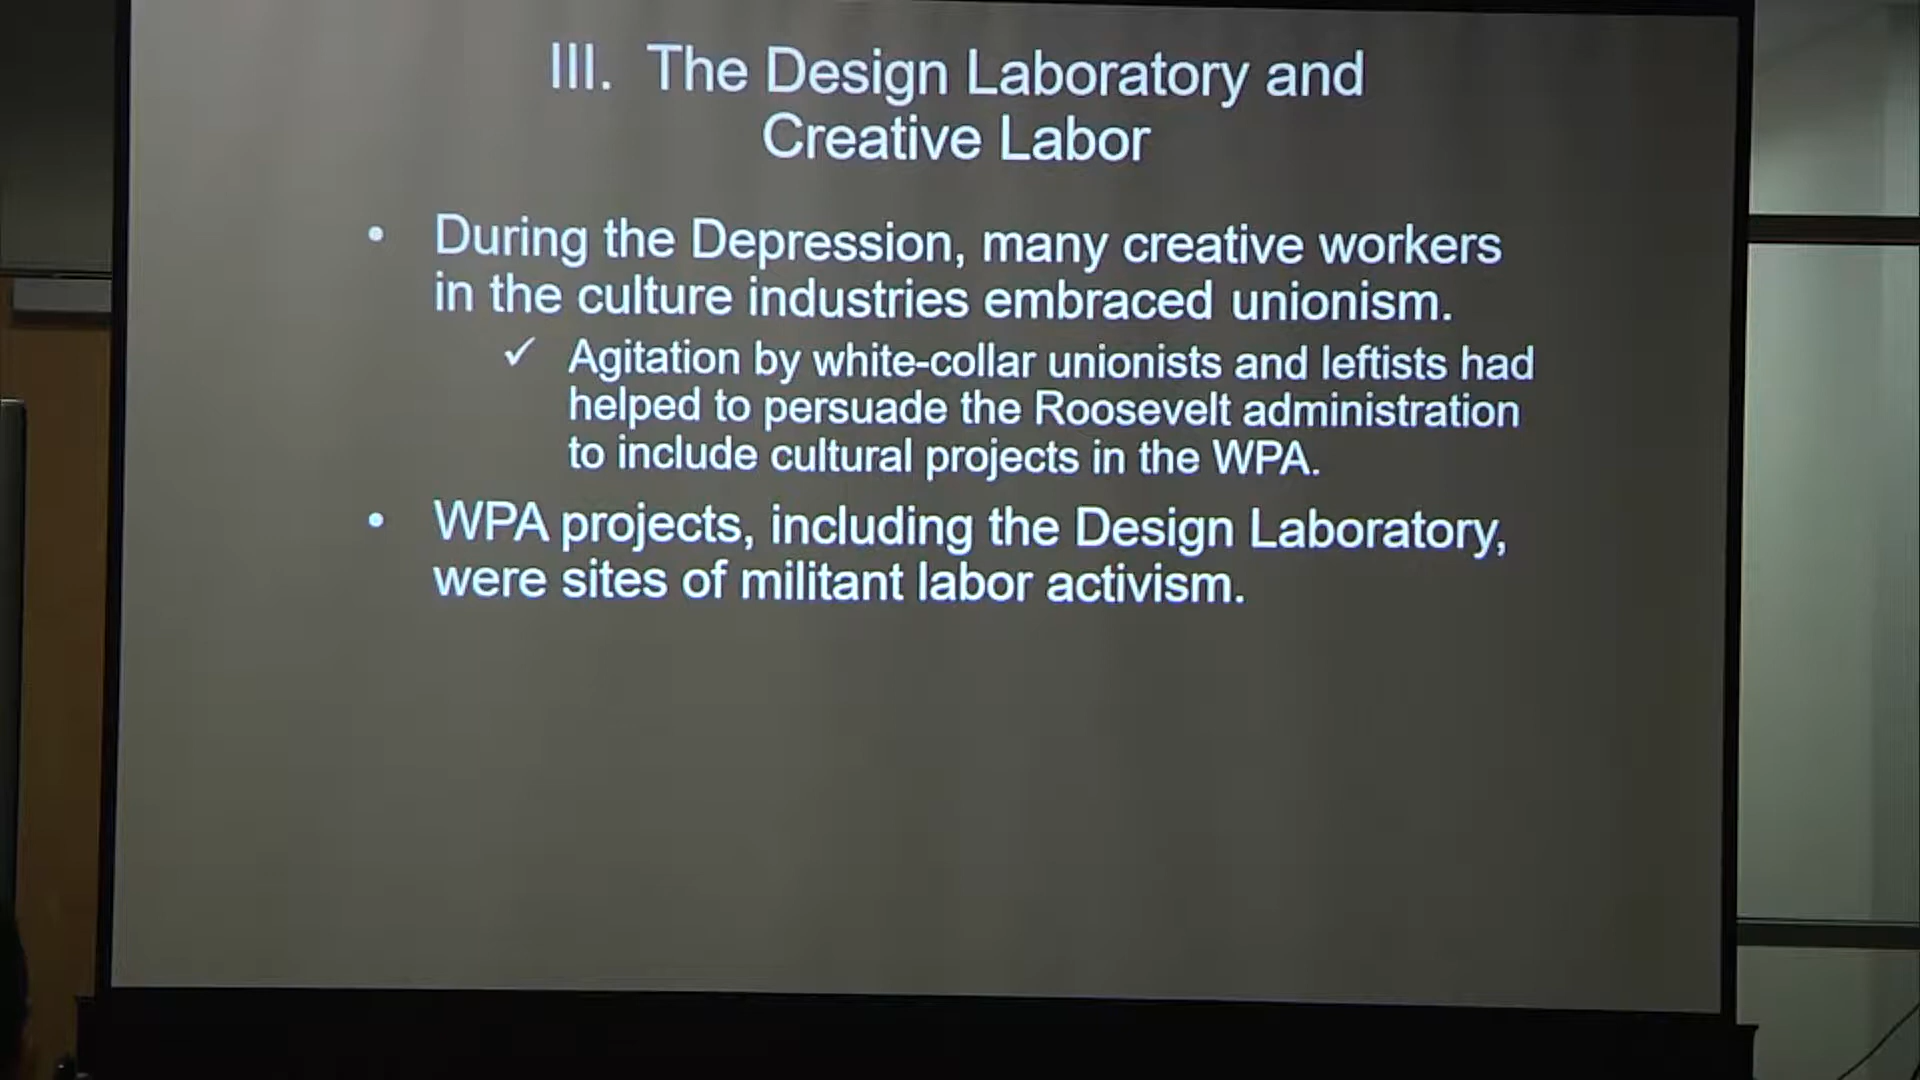 III. The Design Laboratory and
Creative Labor
• During the Depression, many creative workers
in the culture industries embraced unionism.
✓ Agitation by white-collar unionists and leftists had
helped to persuade the Roosevelt administration
to include cultural projects in the WPA.
• WPA projects, including the Design Laboratory,
were sites of militant labor activism.